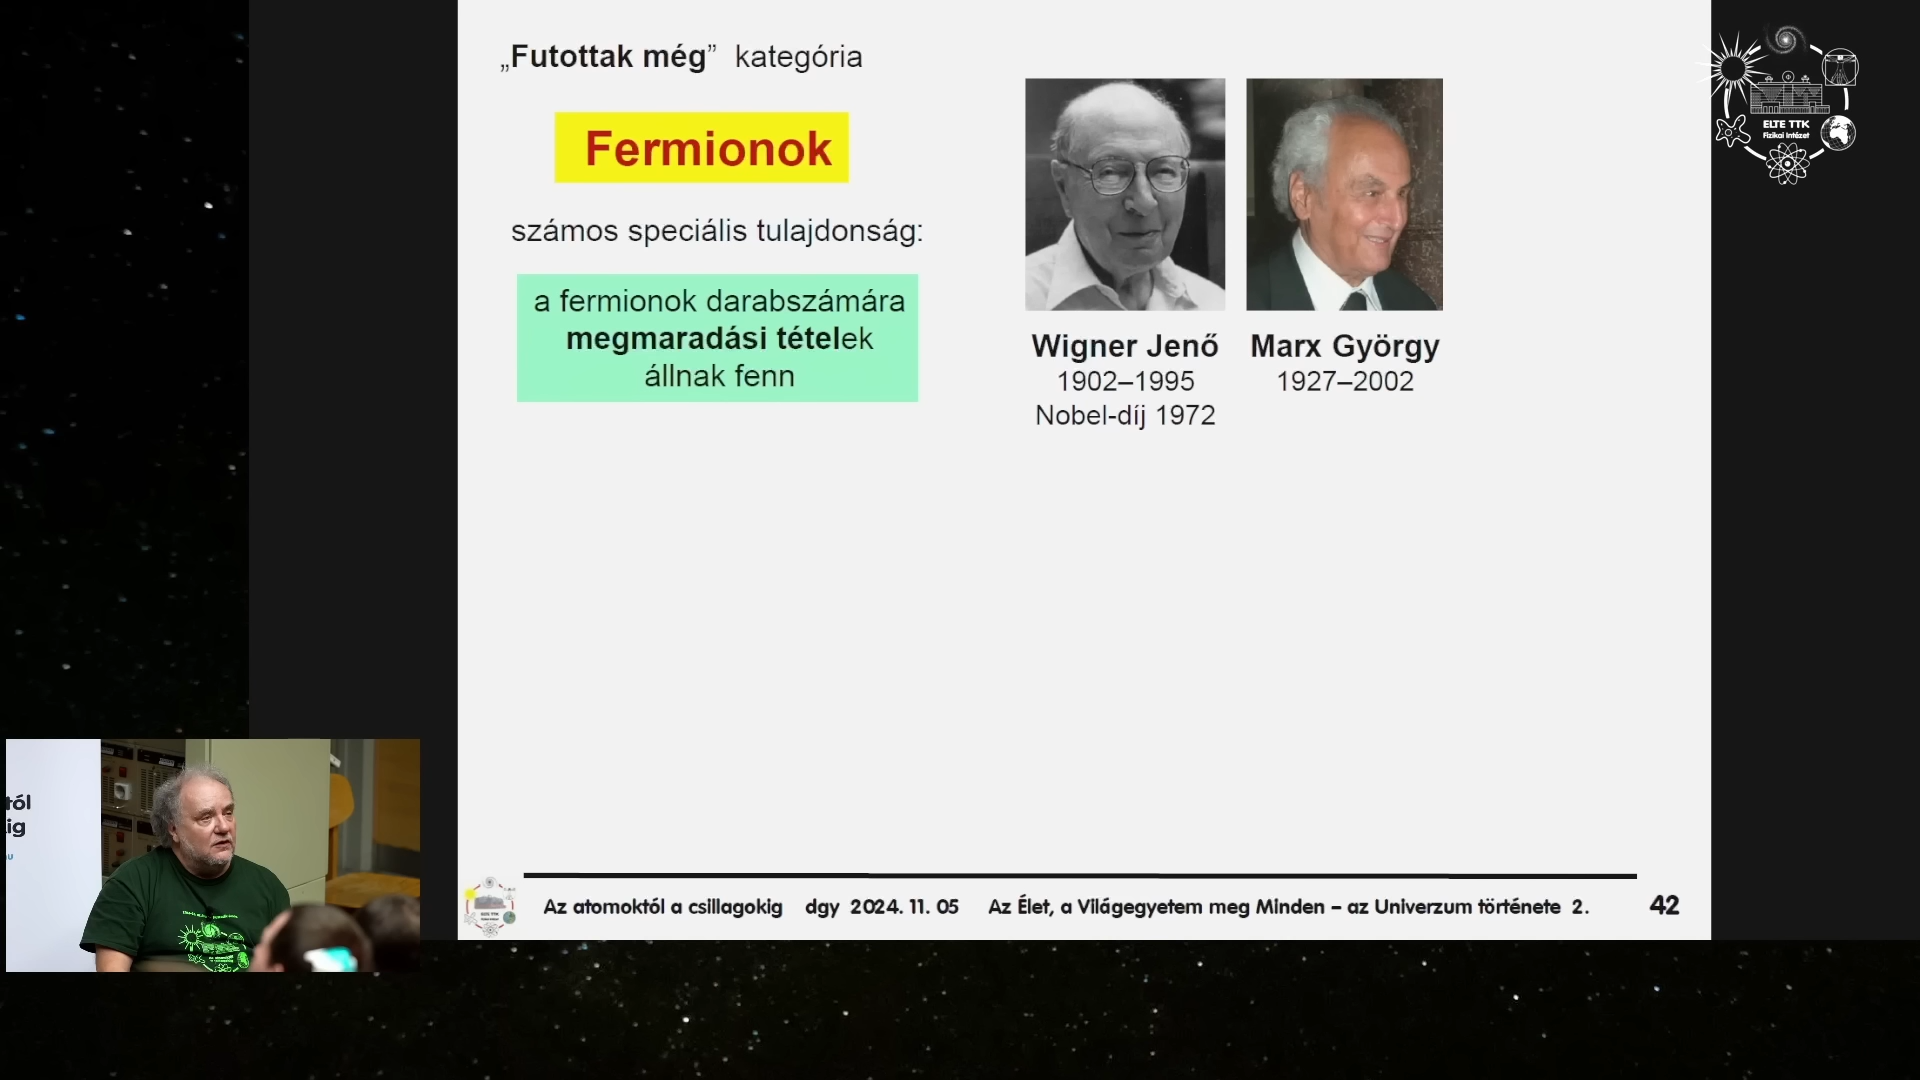 „Futottak még” kategória
Fermionok
számos speciális tulajdonság:
a fermionok darabszámára
megmaradási tételek
állnak fenn
Wigner Jenő
1902–1995
Nobel-díj 1972
Marx György
1927–2002
ELTE TTK
Fizikai Intézet
tól
ig
Az atomoktól a csillagokig dgy 2024. 11. 05 Az Élet, a Világegyetem meg Minden – az Univerzum története 2. 42